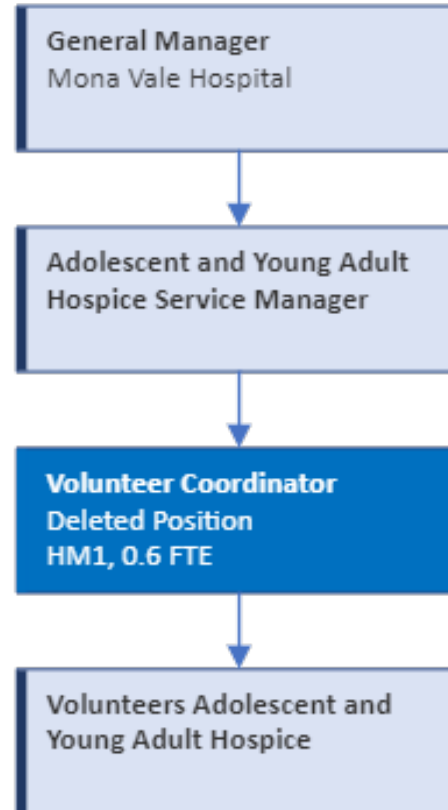 General Manager
Mona Vale Hospital
Adolescent and Young Adult
Hospice Service Manager
Volunteer Coordinator
Deleted Position
HM1, 0.6 FTE
Volunteers Adolescent and
Young Adult Hospice